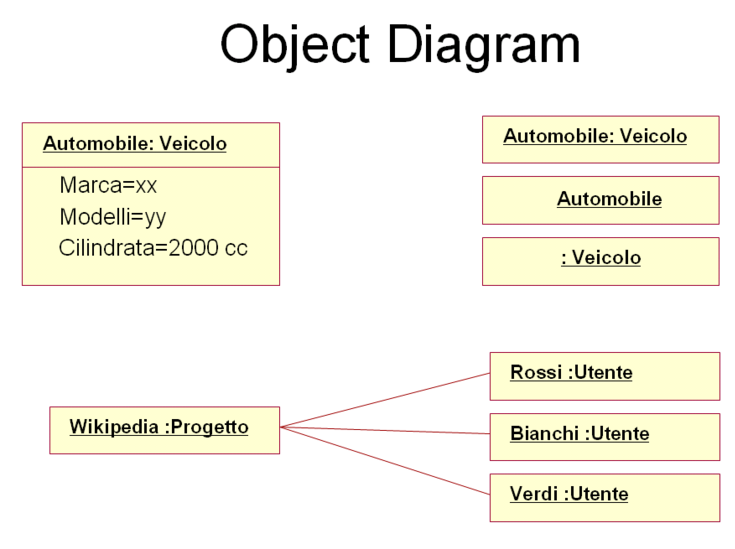 Object Diagram
Automobile: Veicolo
Marca=xx
Modelli=yy
Cilindrata=2000 cc
Automobile: Veicolo
Automobile
: Veicolo
Wikipedia :Progetto
Rossi :Utente
Bianchi :Utente
Verdi :Utente